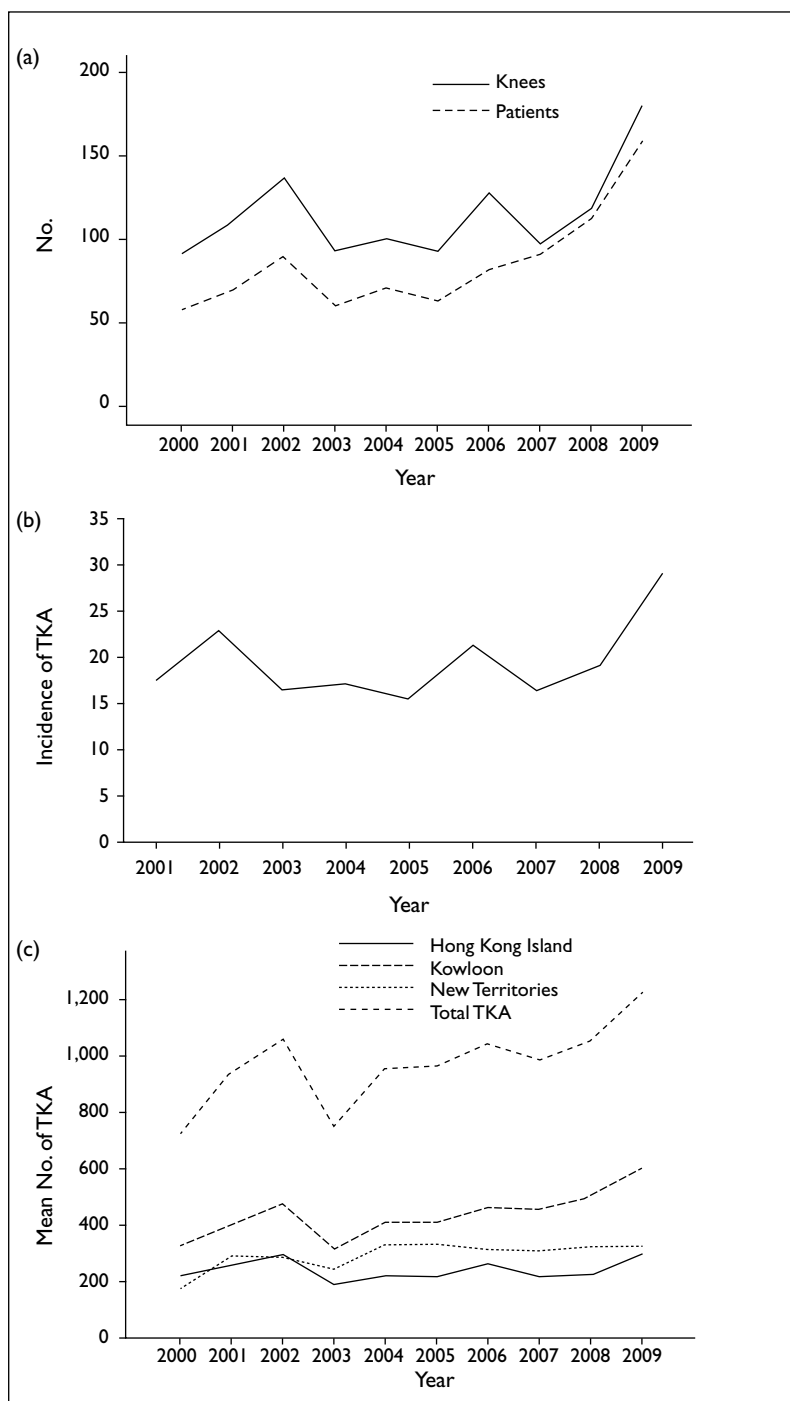 (a)
200
150
100
50
0
No.
Knees
Patients
2000 2001 2002 2003 2004 2005 2006 2007 2008 2009
Year
(b)
35
30
25
20
15
10
5
0
Incidence of TKA
2001 2002 2003 2004 2005 2006 2007 2008 2009
Year
(c)
Hong Kong Island
Kowloon
New Territories
Total TKA
1,200
1,000
800
600
400
200
0
Mean No. of TKA
2000 2001 2002 2003 2004 2005 2006 2007 2008 2009
Year